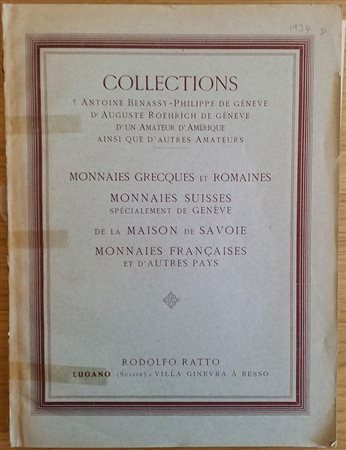 1934 D
COLLECTIONS
† ANTOINE BENASSY-PHILIPPE DE GENÈVE
Dr AUGUSTE ROEHRICH DE GENÈVE
D'UN AMATEUR D'AMÉRIQUE
AINSI QUE D'AUTRES AMATEURS
MONNAIES GRECQUES ET ROMAINES
MONNAIES SUISSES
SPÉCIALEMENT DE GENÈVE
DE LA MAISON DE SAVOIE
MONNAIES FRANÇAISES
ET D'AUTRES PAYS
RODOLFO RATTO
LUGANO (SUISSE) • VILLA GINEVRA À BESSO